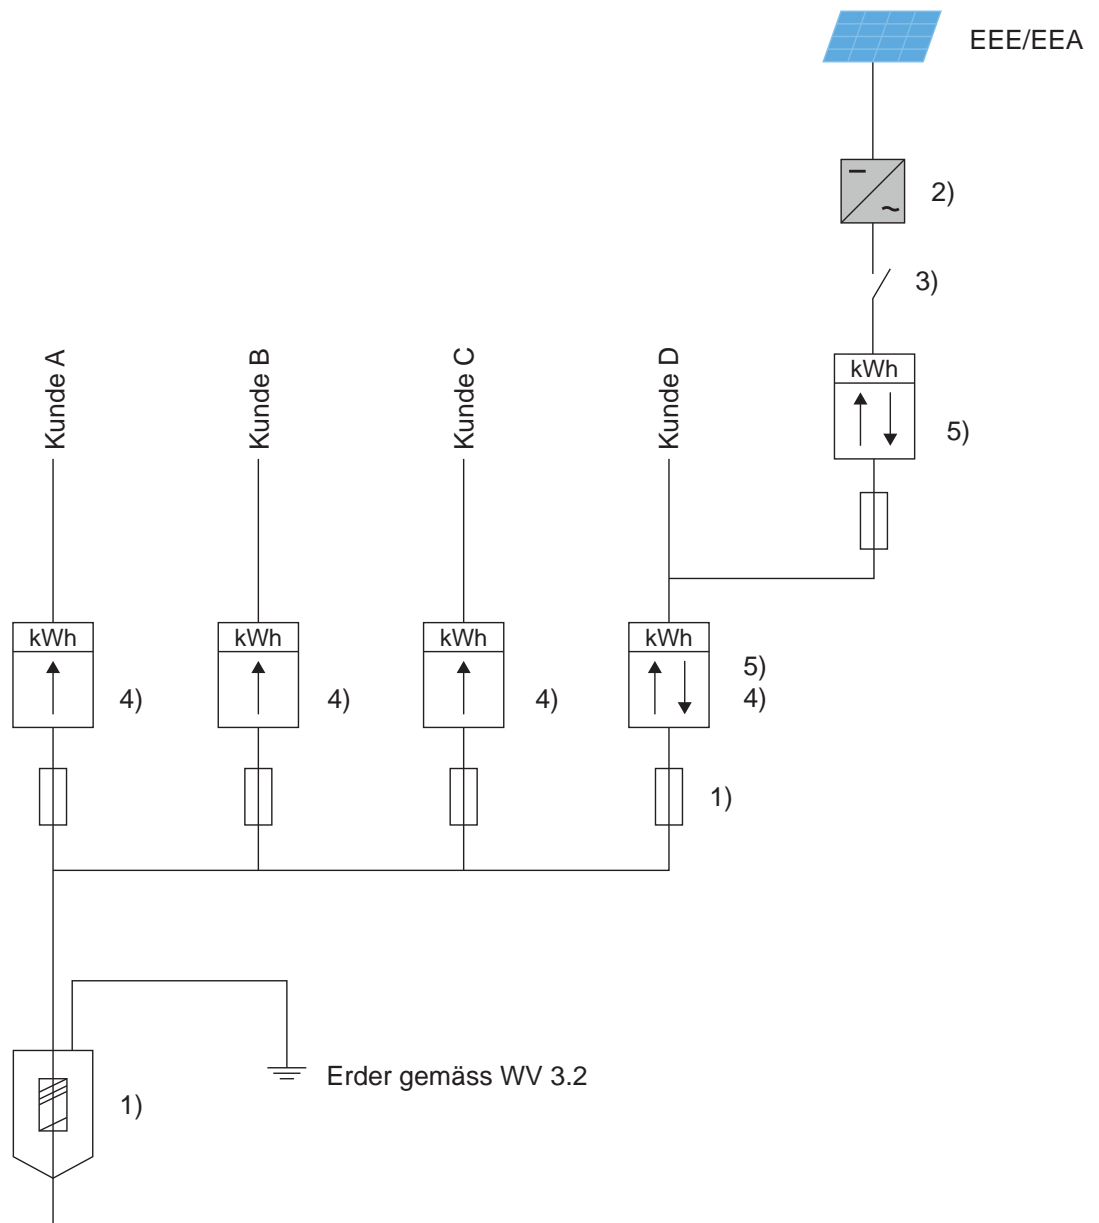 EEE/EEA
2)
3)
kWh
5)
Kunde A
Kunde B
Kunde C
Kunde D
kWh
4)
kWh
4)
kWh
4)
kWh
5)
4)
1)
Erder gemäss WV 3.2
1)